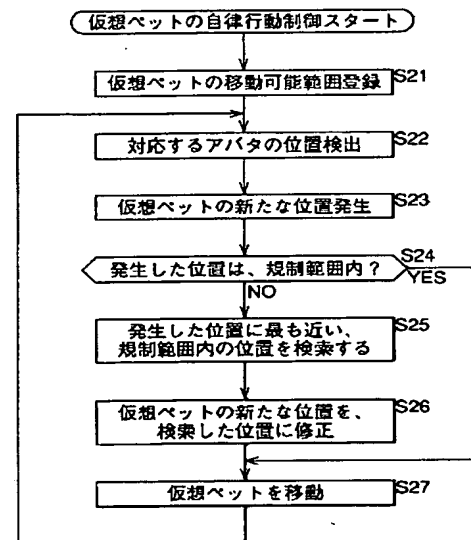 仮想ペットの自律行動制御スタート
仮想ペットの移動可能範囲登録
S21
対応するアバタの位置検出
S22
仮想ペットの新たな位置発生
S23
発生した位置は、規制範囲内？
S24
YES
NO
発生した位置に最も近い、
規制範囲内の位置を検索する
S25
仮想ペットの新たな位置を、
検索した位置に修正
S26
仮想ペットを移動
S27